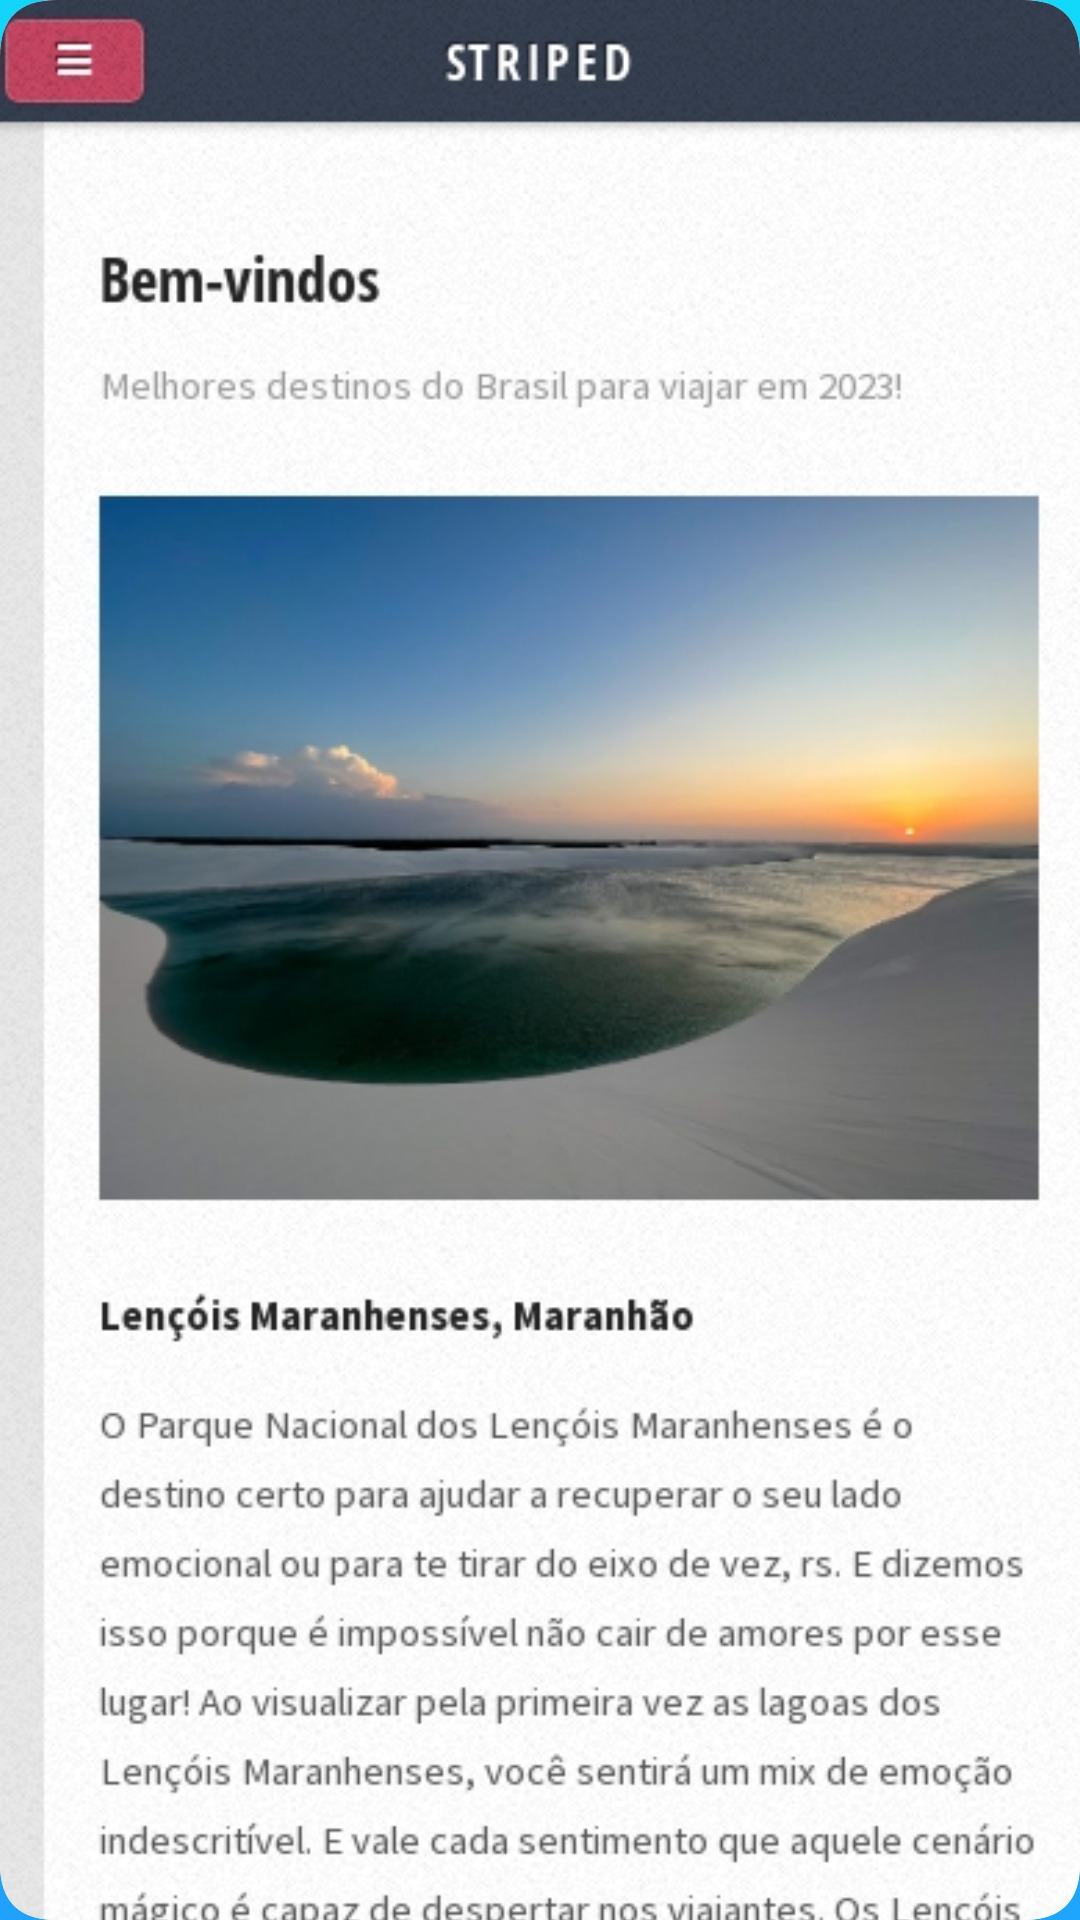 STRIPED
Bem-vindos
Melhores destinos do Brasil para viajar em 2023!
Lençóis Maranhenses, Maranhão
O Parque Nacional dos Lençóis Maranhenses é o
destino certo para ajudar a recuperar o seu lado
emocional ou para te tirar do eixo de vez, rs. E dizemos
isso porque é impossível não cair de amores por esse
lugar! Ao visualizar pela primeira vez as lagoas dos
Lençóis Maranhenses, você sentirá um mix de emoção
indescritível. E vale cada sentimento que aquele cenário
mágico é capaz de despertar nos viajantes. Os Lençóis